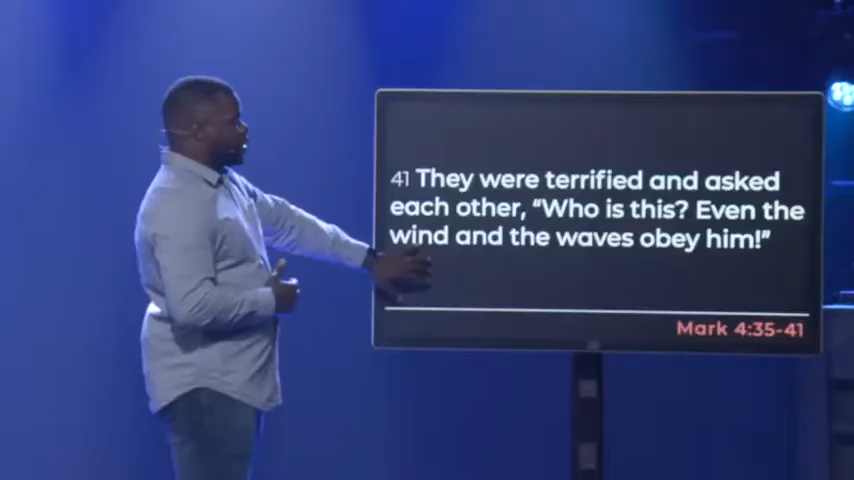 41 They were terrified and asked
each other, “Who is this? Even the
wind and the waves obey him!”
Mark 4:35-41